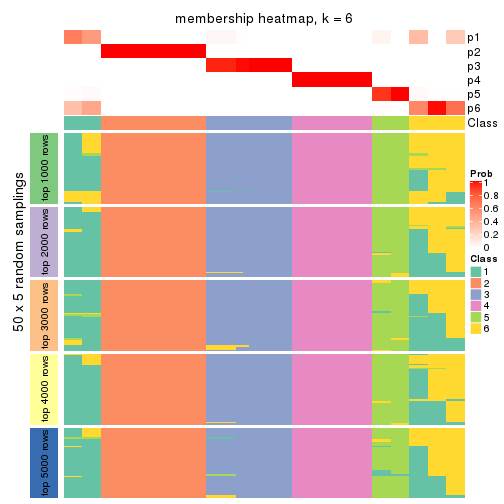 membership heatmap, k = 6
p1
p2
p3
p4
p5
p6
Class
50 x 5 random samplings
top 1000 rows
top 2000 rows
top 3000 rows
top 4000 rows
top 5000 rows
Prob
1
0.8
0.6
0.4
0.2
0
Class
1
2
3
4
5
6